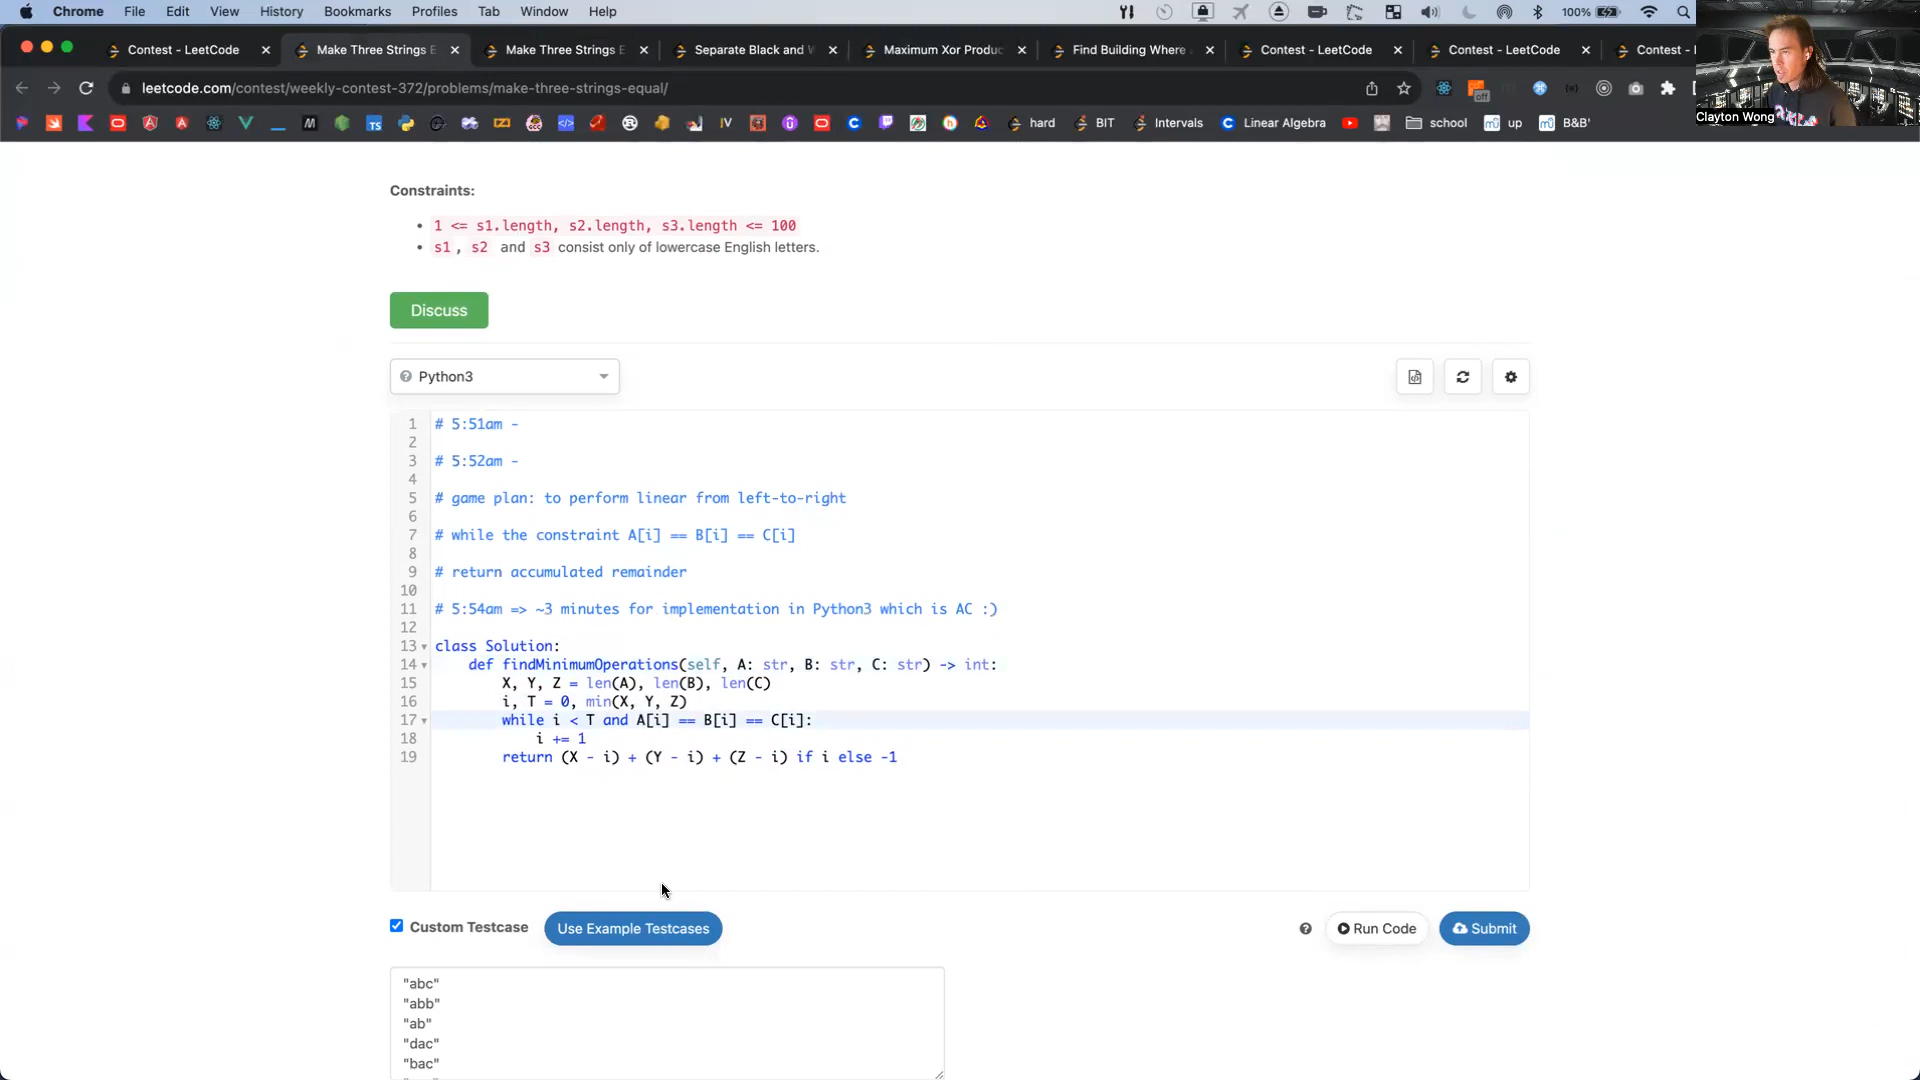 Chrome File Edit View History Bookmarks Profiles Tab Window Help 100%
Contest - LeetCode Make Three Strings E Make Three Strings E Separate Black and W Maximum Xor Produc Find Building Where Contest - LeetCode Contest - LeetCode Contest -
leetcode.com/contest/weekly-contest-372/problems/make-three-strings-equal/
off
Clayton Wong
TS IV hard BIT Intervals Linear Algebra school up B&B'
Constraints:
1 <= s1.length, s2.length, s3.length <= 100
s1 , s2 and s3 consist only of lowercase English letters.
Discuss
Python3
1 # 5:51am -
2
3 # 5:52am -
4
5 # game plan: to perform linear from left-to-right
6
7 # while the constraint A[i] == B[i] == C[i]
8
9 # return accumulated remainder
10
11 # 5:54am => ~3 minutes for implementation in Python3 which is AC :)
12
13 class Solution:
14 def findMinimumOperations(self, A: str, B: str, C: str) -> int:
15 X, Y, Z = len(A), len(B), len(C)
16 i, T = 0, min(X, Y, Z)
17 while i < T and A[i] == B[i] == C[i]:
18 i += 1
19 return (X - i) + (Y - i) + (Z - i) if i else -1
Custom Testcase Use Example Testcases Run Code Submit
"abc"
"abb"
"ab"
"dac"
"bac"